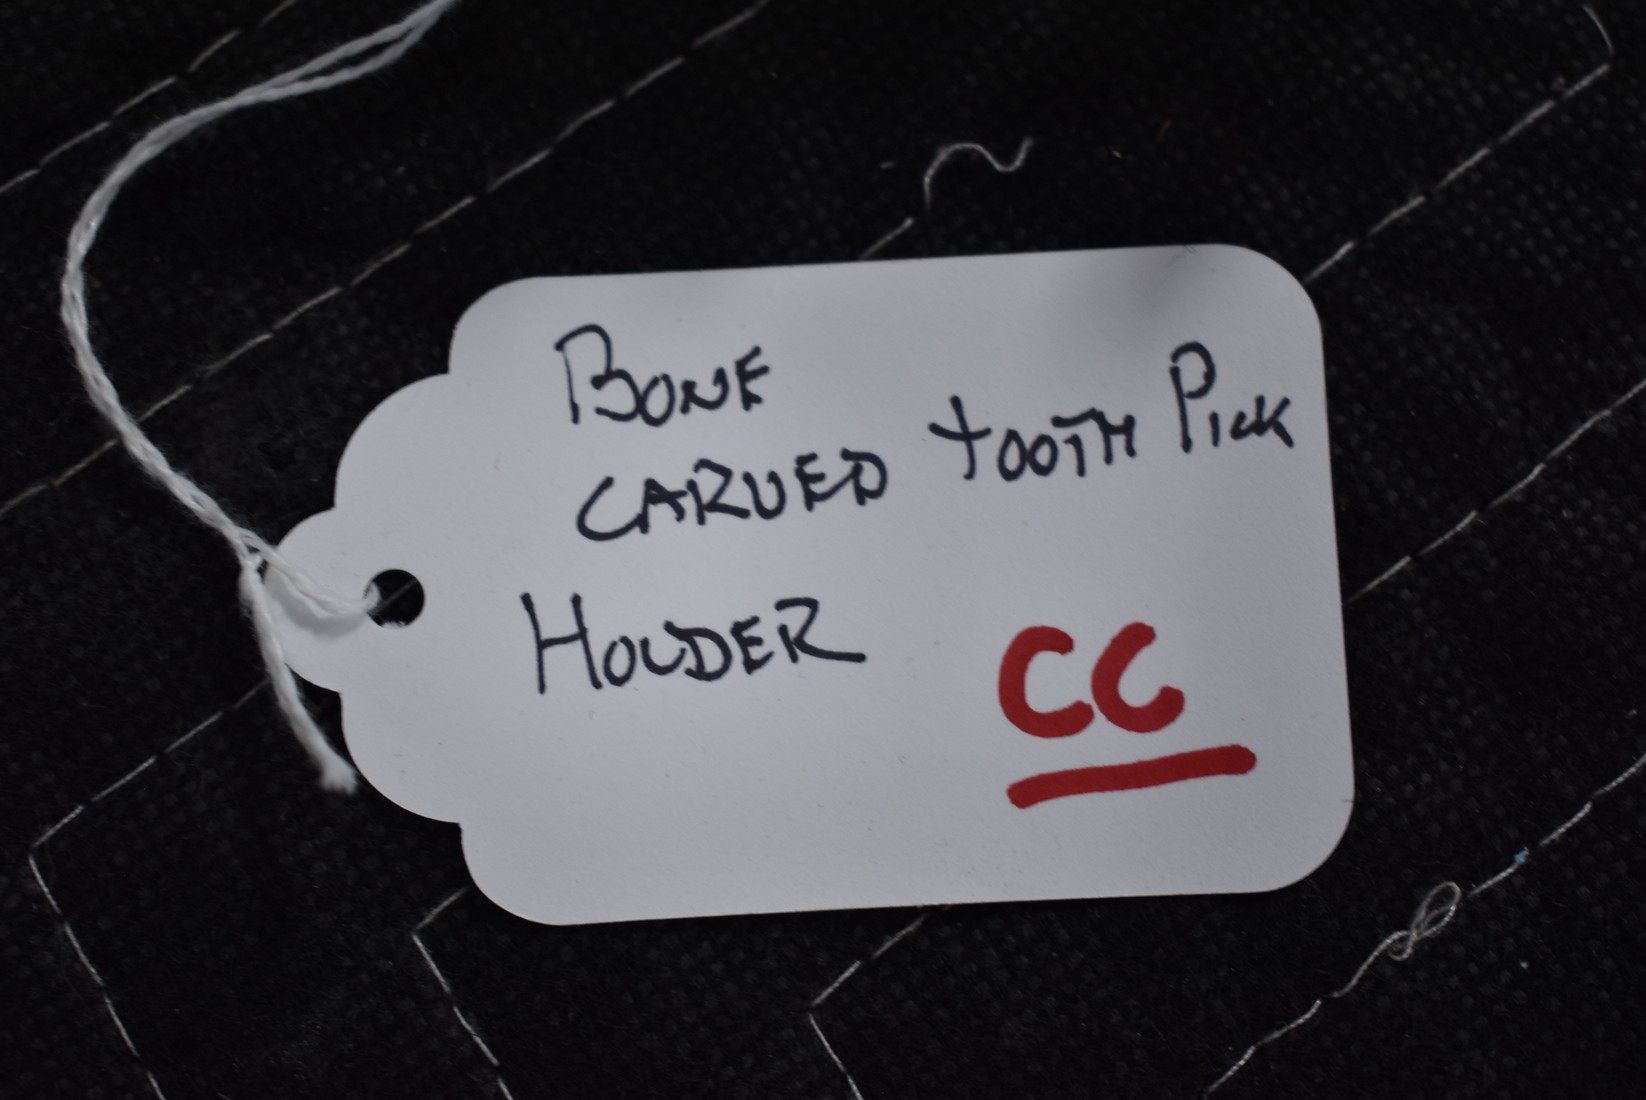 BONE
CARVED TOOTH PICK
HOLDER
CC